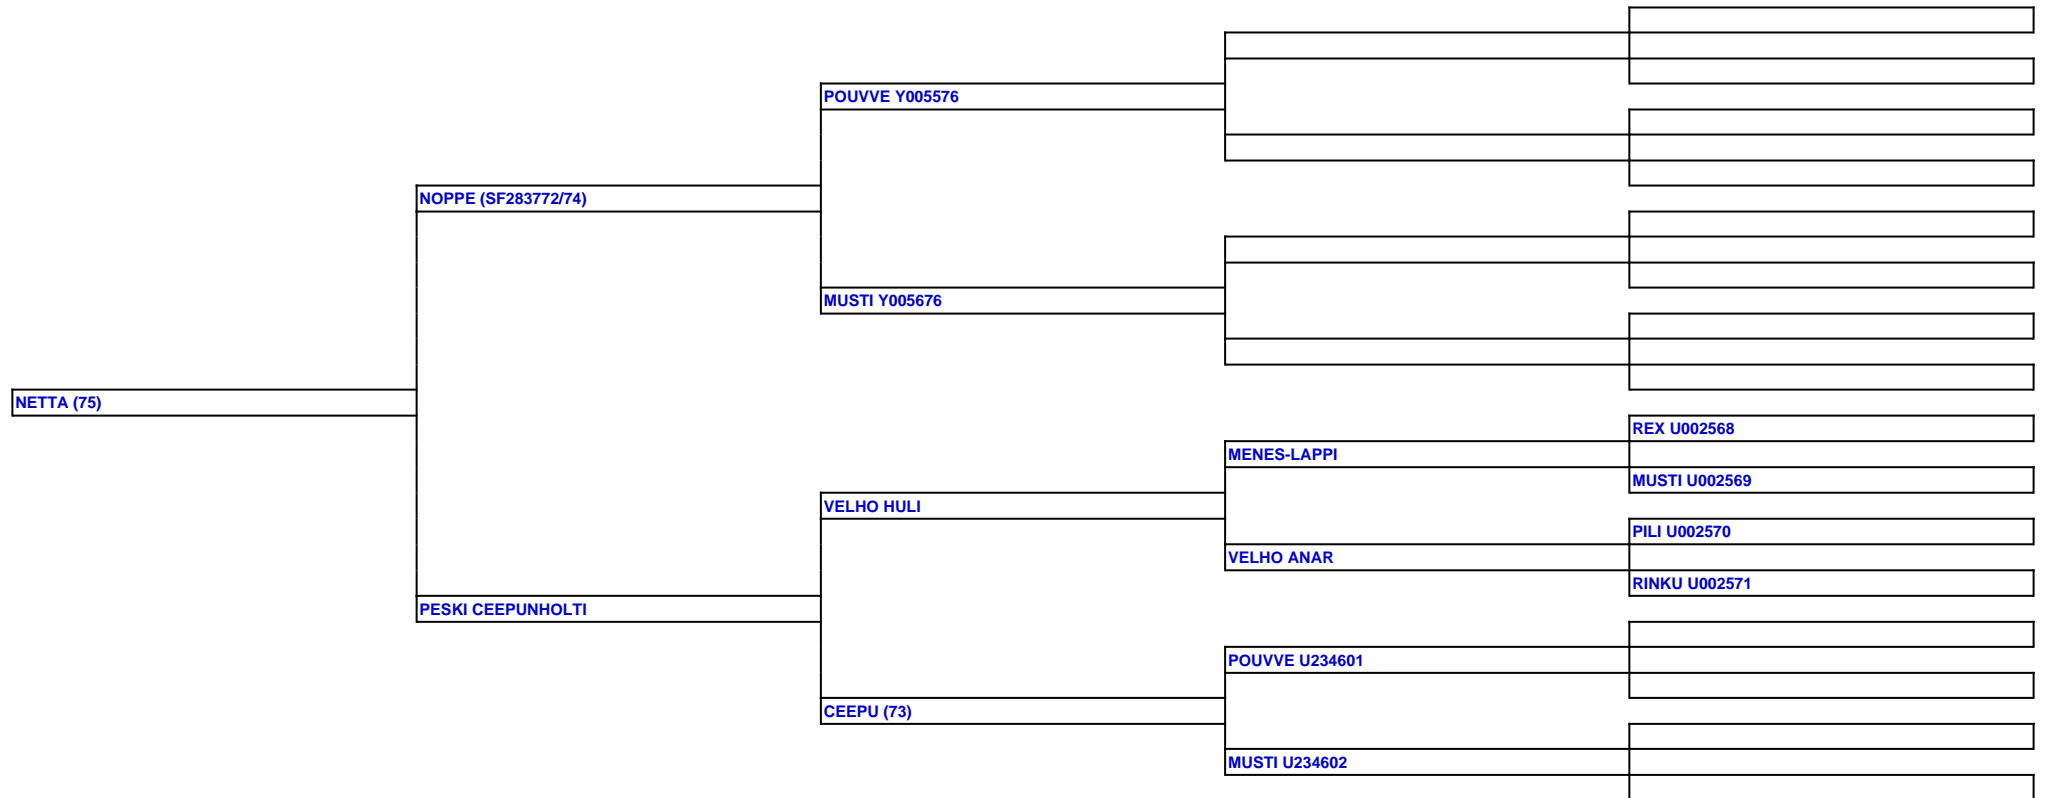 POUVVE Y005576
NOPPE (SF283772/74)
MUSTI Y005676
NETTA (75)
REX U002568
MENES-LAPPI
MUSTI U002569
VELHO HULI
PILI U002570
VELHO ANAR
RINKU U002571
PESKI CEEPUNHOLTI
POUVVE U234601
CEEPU (73)
MUSTI U234602